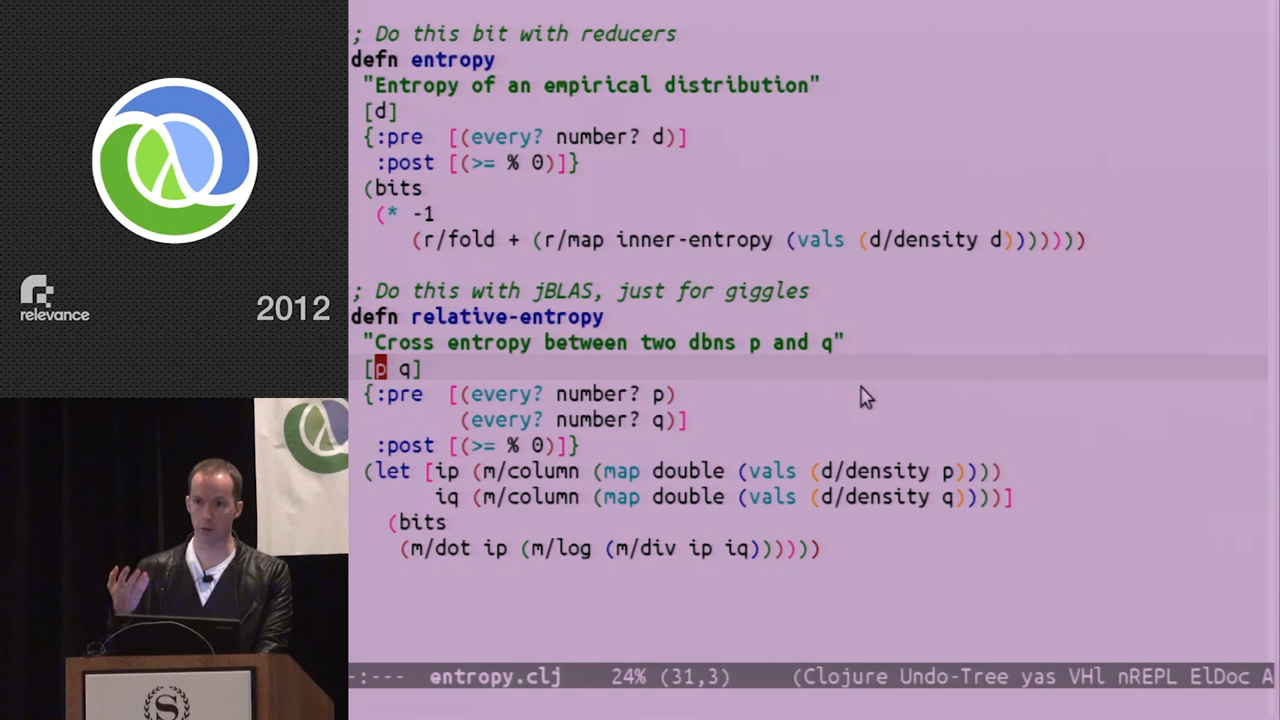 ; Do this bit with reducers
defn entropy
"Entropy of an empirical distribution"
[d]
{:pre [(every? number? d)]
:post [(>= % 0)]}
(bits
(* -1
(r/fold + (r/map inner-entropy (vals (d/density d)))))))
; Do this with jBLAS, just for giggles
defn relative-entropy
"Cross entropy between two dbns p and q"
[p q]
{:pre [(every? number? p)
(every? number? q)]
:post [(>= % 0)]}
(let [ip (m/column (map double (vals (d/density p))))
iq (m/column (map double (vals (d/density q))))]
(bits
(m/dot ip (m/log (m/div ip iq))))))
-:--- entropy.clj 24% (31,3) (Clojure Undo-Tree yas VHl nREPL ElDoc A
relevance
2012
S